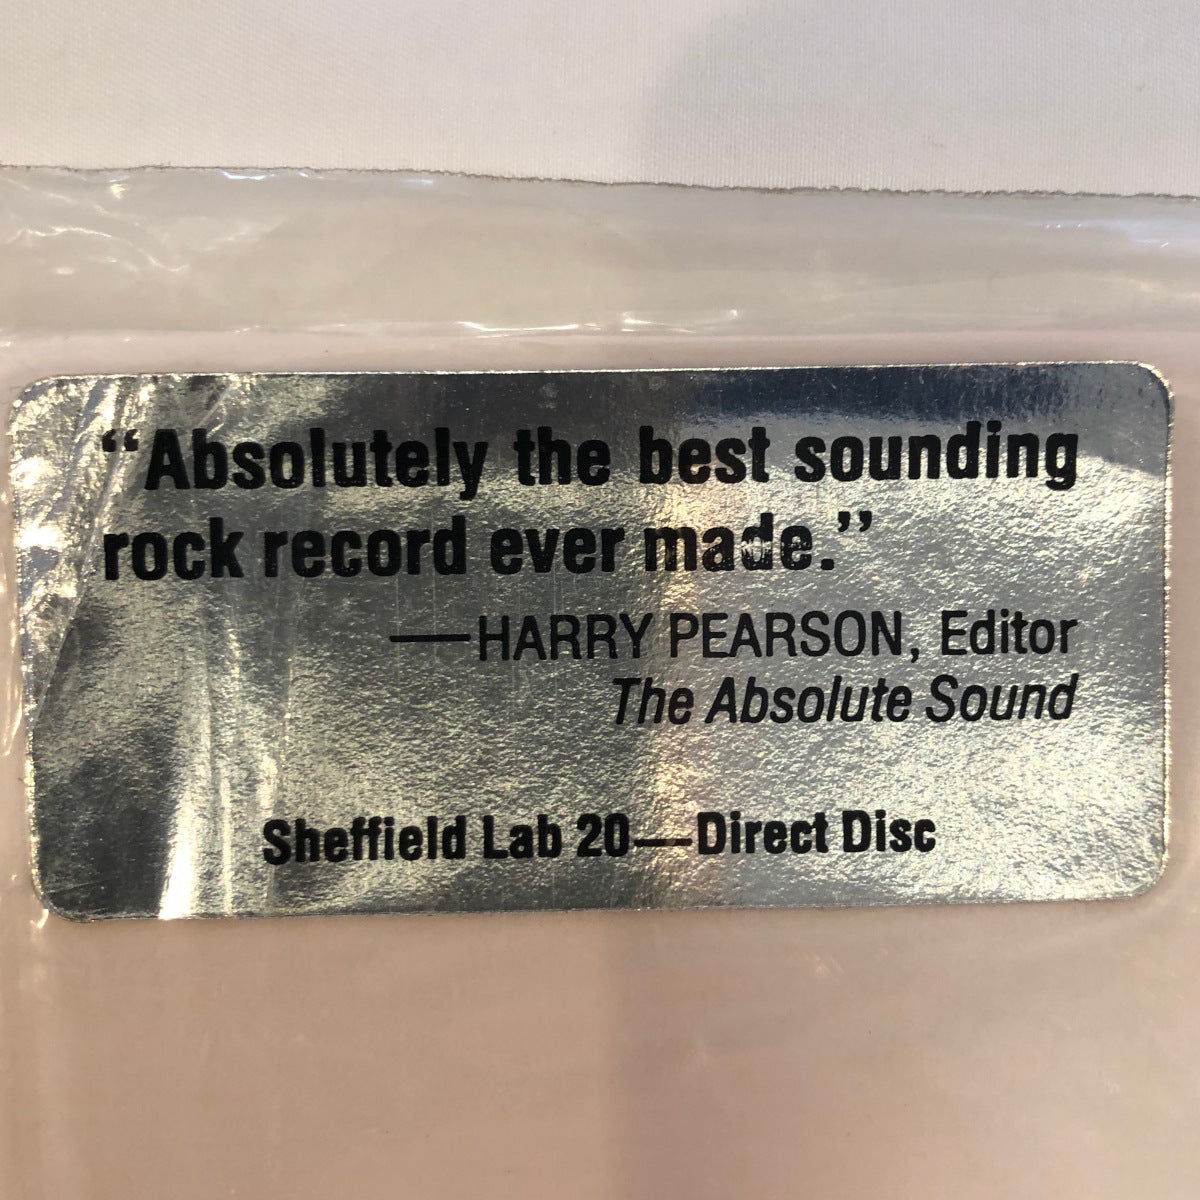 “Absolutely the best sounding
rock record ever made.”
—HARRY PEARSON, Editor
The Absolute Sound
Sheffield Lab 20—Direct Disc